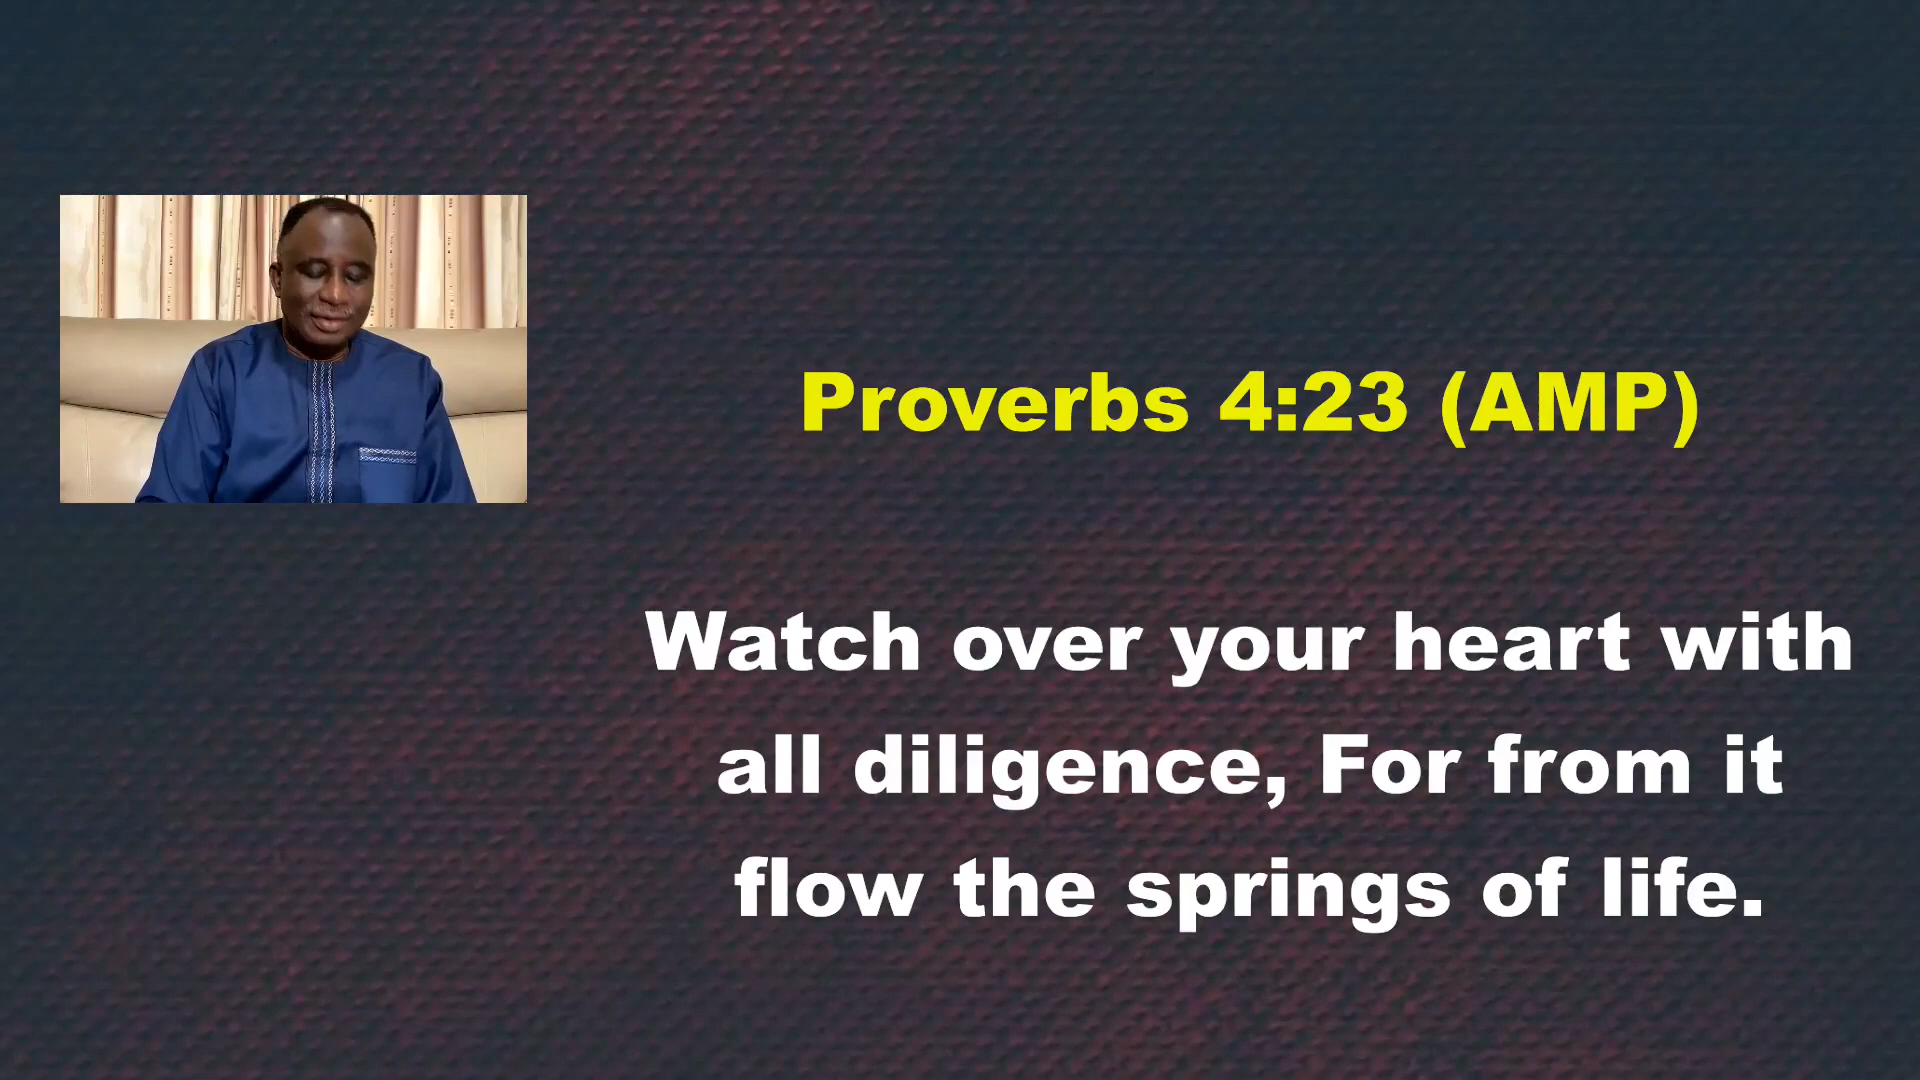 Proverbs 4:23 (AMP)
Watch over your heart with
all diligence, For from it
flow the springs of life.